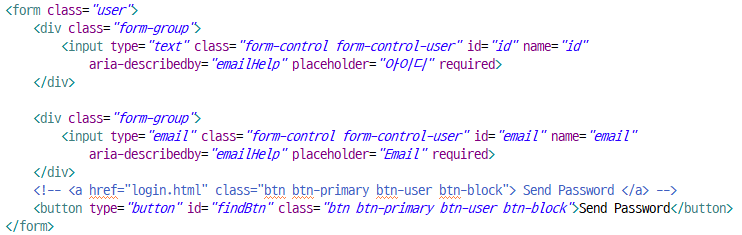 <form class="user">
<div class="form-group">
<input type="text" class="form-control form-control-user" id="id" name="id"
aria-describedby="emailHelp" placeholder="아이디" required>
</div>
<div class="form-group">
<input type="email" class="form-control form-control-user" id="email" name="email"
aria-describedby="emailHelp" placeholder="Email" required>
</div>
<!-- <a href="login.html" class="btn btn-primary btn-user btn-block"> Send Password </a> -->
<button type="button" id="findBtn" class="btn btn-primary btn-user btn-block">Send Password</button>
</form>